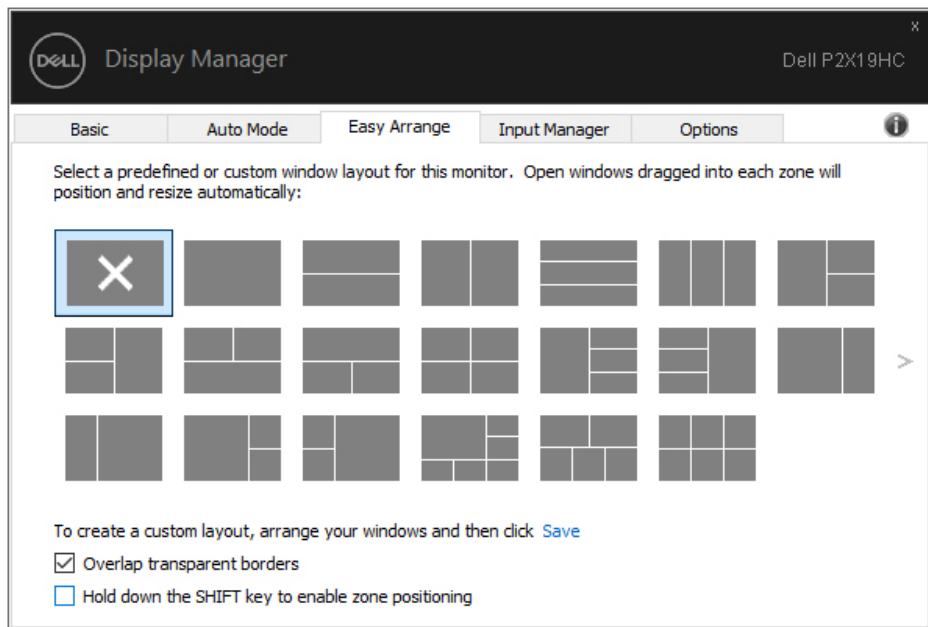 x
DELL Display Manager Dell P2X19HC
Basic Auto Mode Easy Arrange Input Manager Options i
Select a predefined or custom window layout for this monitor. Open windows dragged into each zone will
position and resize automatically:
>
To create a custom layout, arrange your windows and then click Save
Overlap transparent borders
Hold down the SHIFT key to enable zone positioning